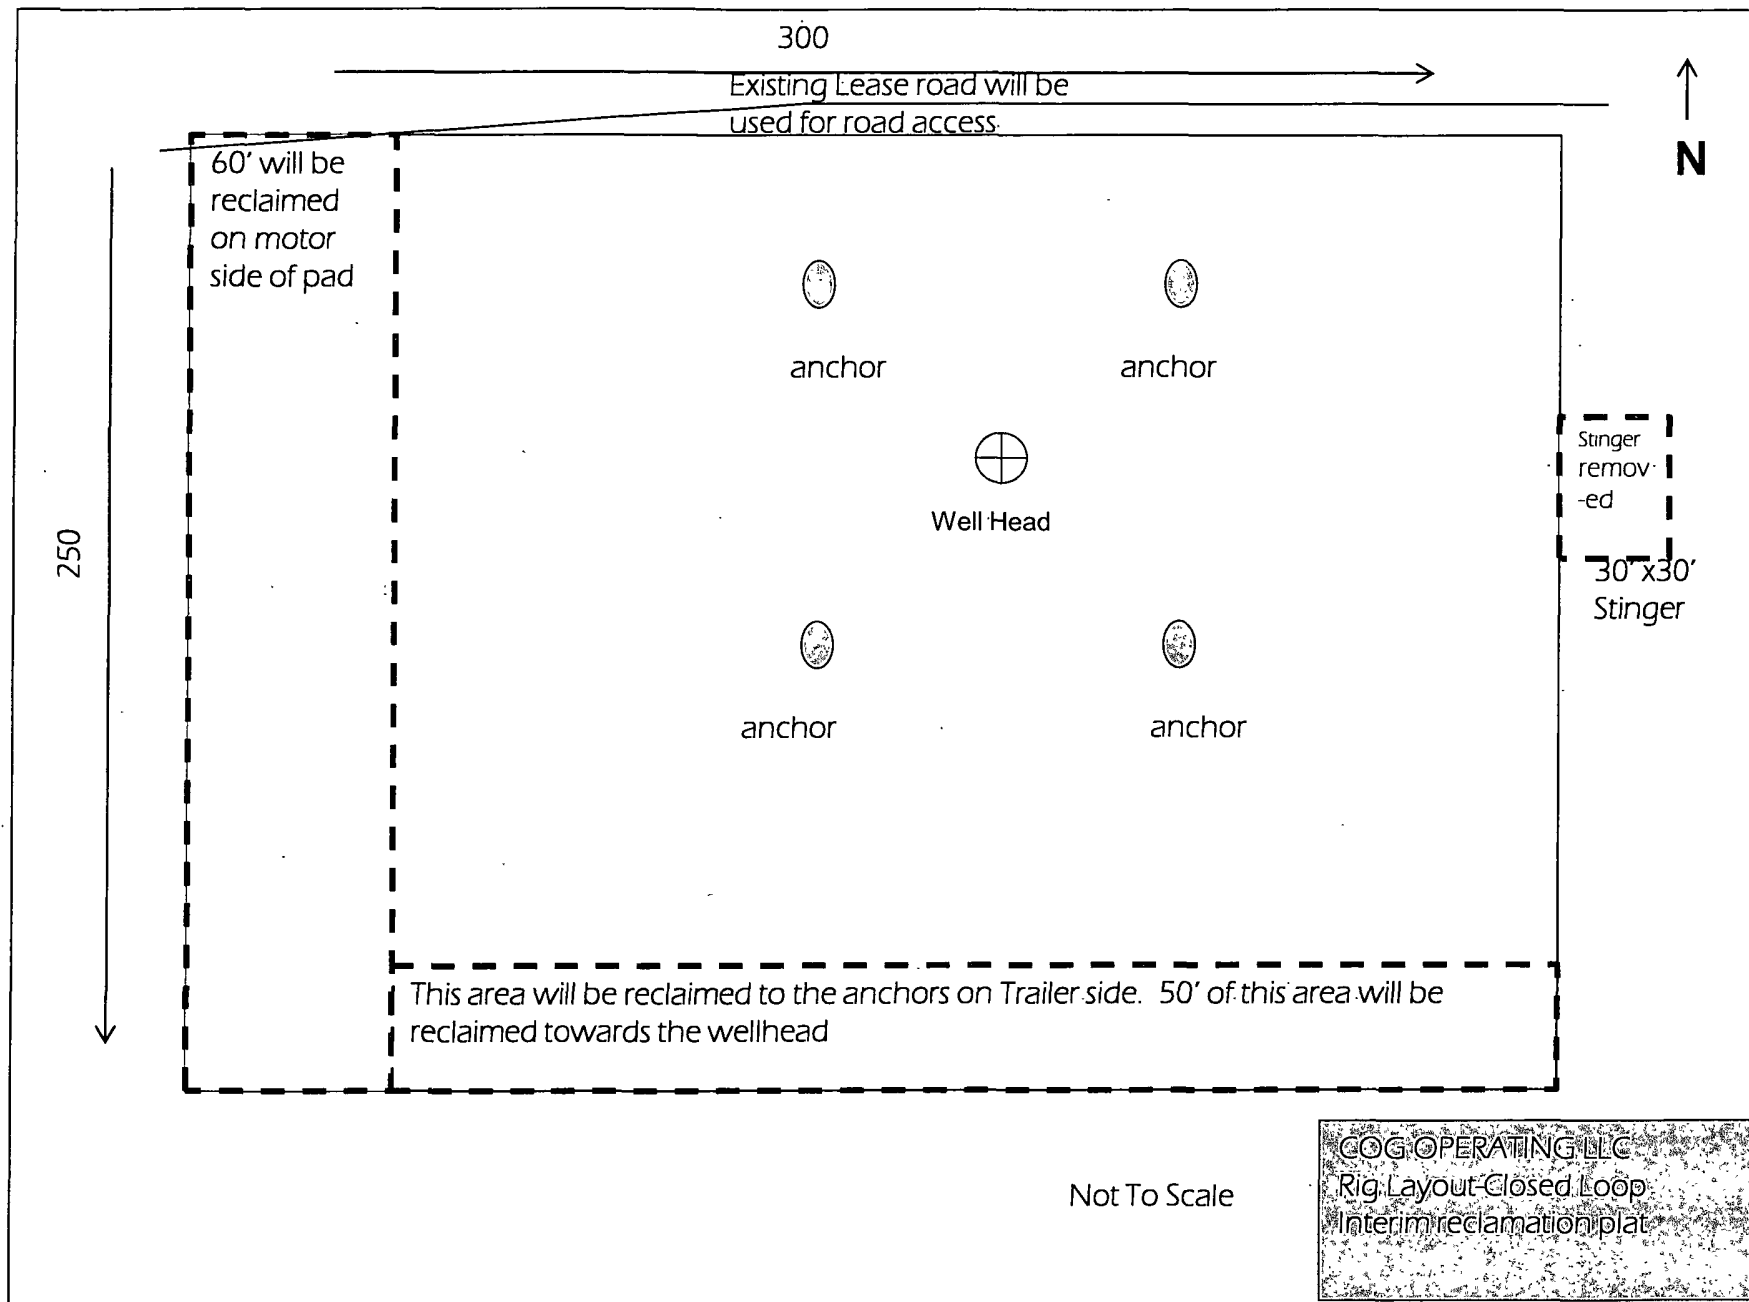 300
Existing Lease road will be
used for road access
N
60' will be
reclaimed
on motor
side of pad
anchor
anchor
Stinger
remov
-ed
Well Head
250
30' x30'
Stinger
anchor
anchor
This area will be reclaimed to the anchors on Trailer side. 50' of this area will be
reclaimed towards the wellhead
COG OPERATING LLC
Rig Layout-Closed Loop
Interim reclamation plat
Not To Scale